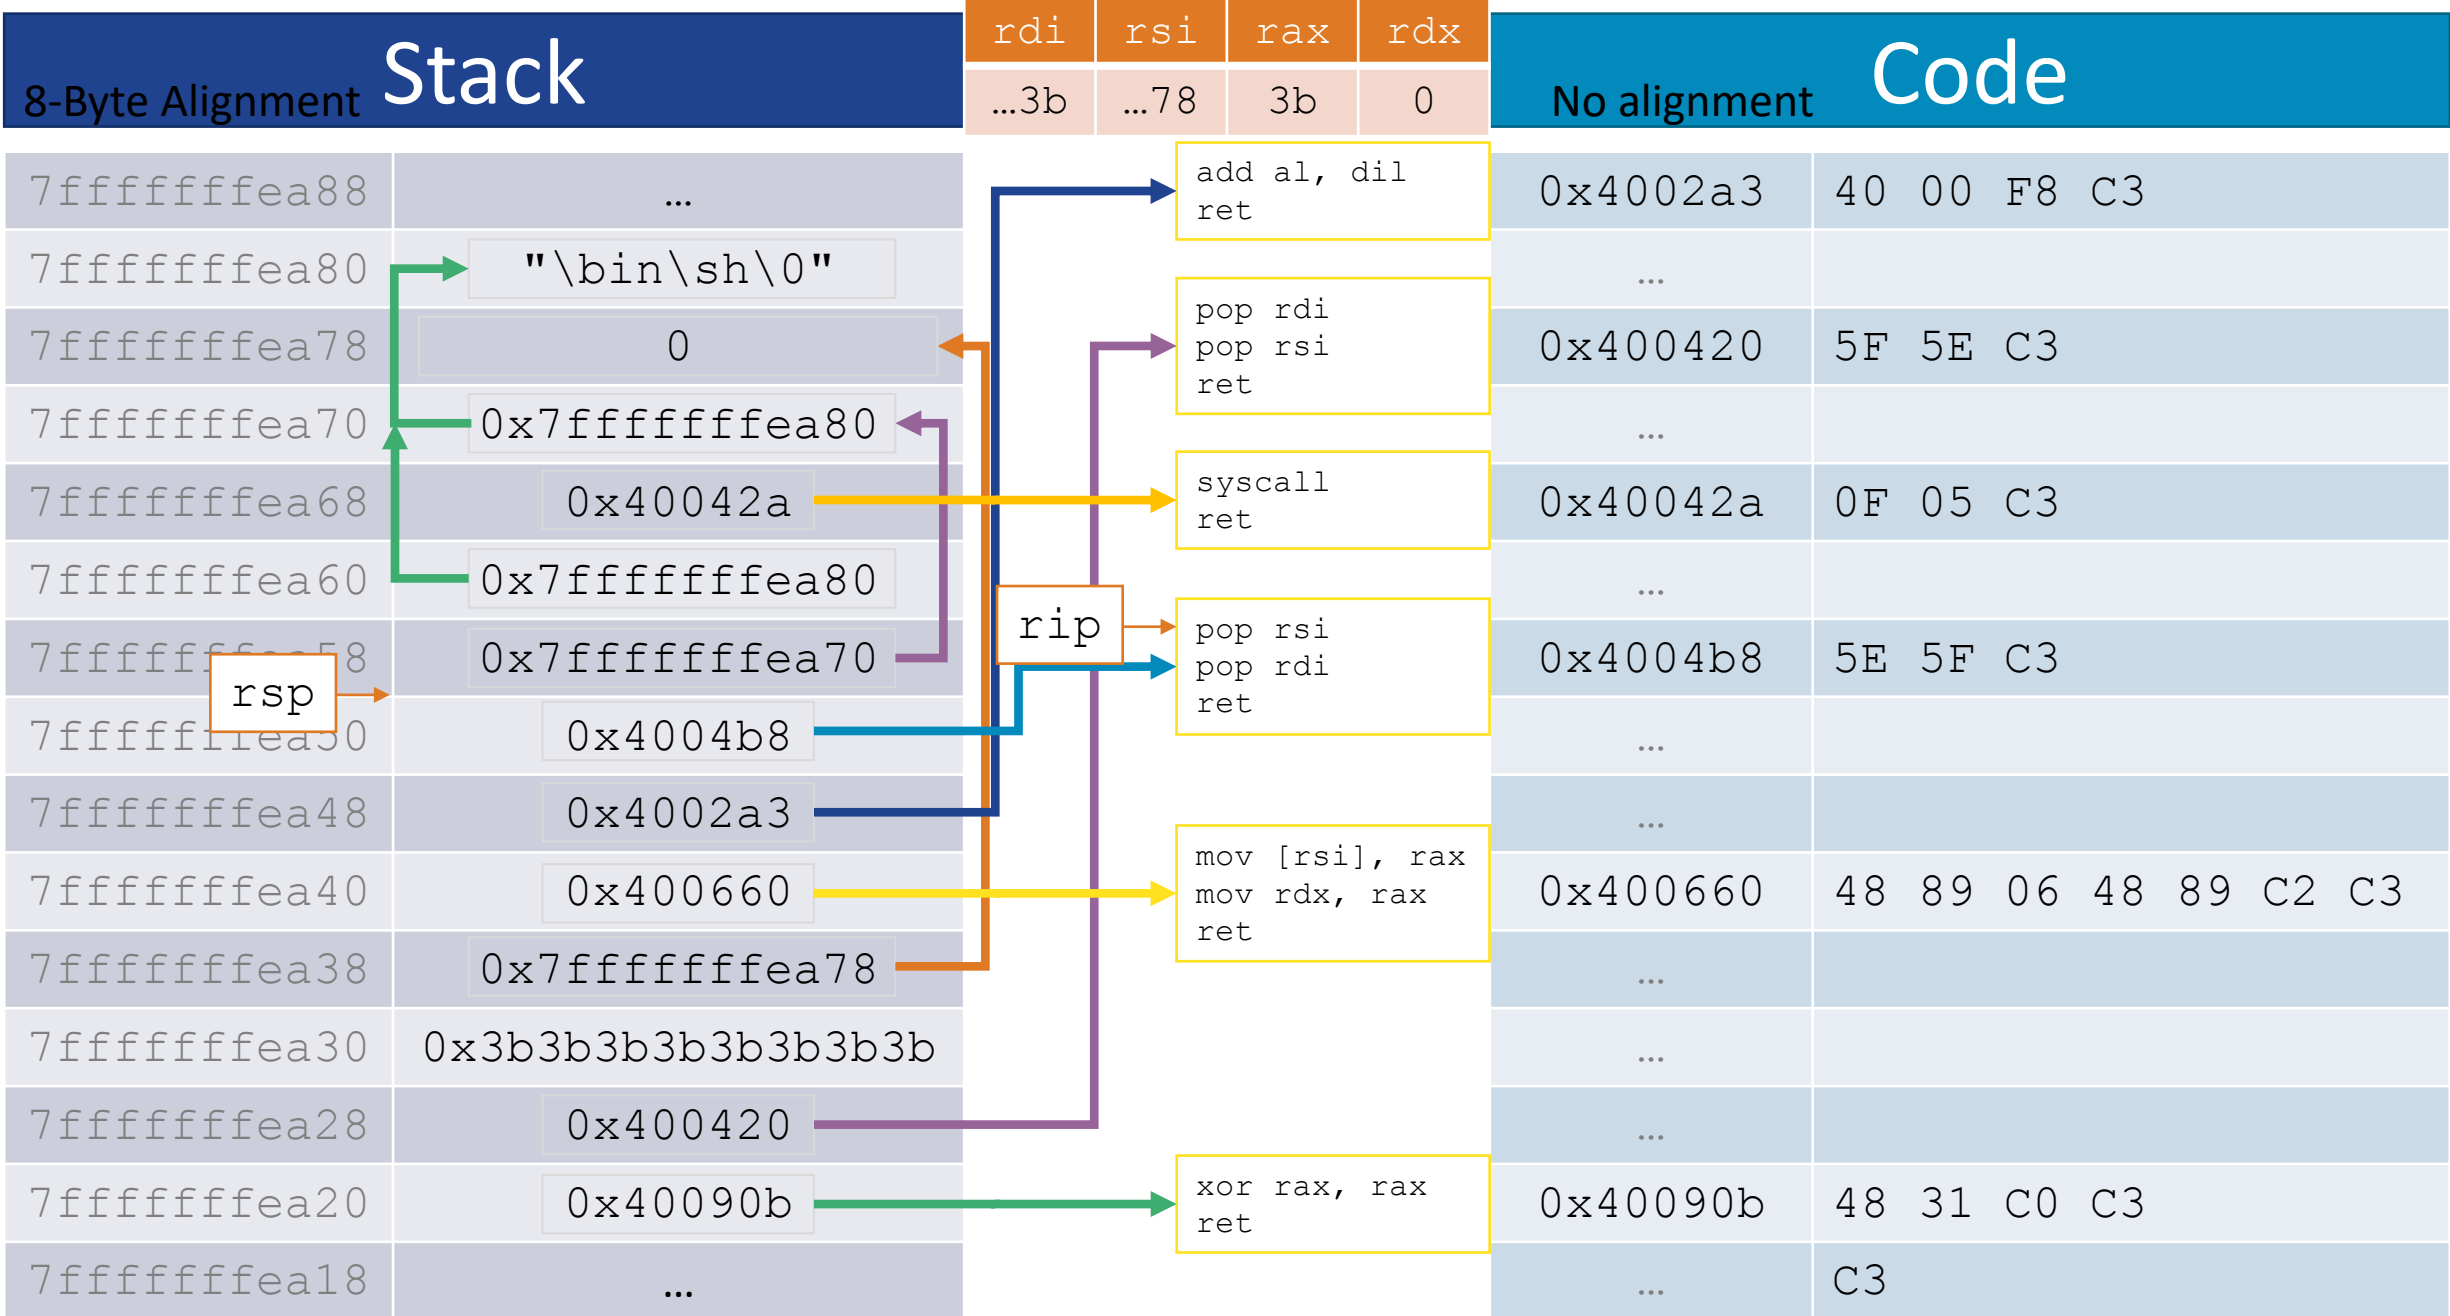 Stack
8-Byte Alignment
rdi rsi rax rdx
…3b …78 3b 0
Code
No alignment
7fffffffea88 …
7fffffffea80 "\bin\sh\0"
7fffffffea78 0
7fffffffea70 0x7fffffffea80
7fffffffea68 0x40042a
7fffffffea60 0x7fffffffea80
0x7fffffffea70
rsp
0x4004b8
7fffffffea48 0x4002a3
7fffffffea40 0x400660
7fffffffea38 0x7fffffffea78
7fffffffea30 0x3b3b3b3b3b3b3b3b
7fffffffea28 0x400420
7fffffffea20 0x40090b
7fffffffea18 …
add al, dil
ret
pop rdi
pop rsi
ret
syscall
ret
rip
pop rsi
pop rdi
ret
mov [rsi], rax
mov rdx, rax
ret
xor rax, rax
ret
0x4002a3 40 00 F8 C3
…
0x400420 5F 5E C3
…
0x40042a 0F 05 C3
…
0x4004b8 5E 5F C3
…
…
0x400660 48 89 06 48 89 C2 C3
…
…
…
0x40090b 48 31 C0 C3
… C3